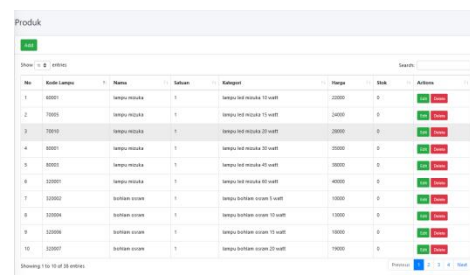 Produk
Add
Show entries
Search:
No Kode Lampu Nama Satuan Kategori Harga Stok Actions
1 60001 lampu mizuka 1 lampu led mizuka 10 watt 22000 0 Edit Delete
2 70005 lampu mizuka 1 lampu led mizuka 15 watt 24000 0 Edit Delete
3 70010 lampu mizuka 1 lampu led mizuka 20 watt 28000 0 Edit Delete
4 80001 lampu mizuka 1 lampu led mizuka 30 watt 35000 0 Edit Delete
5 90003 lampu mizuka 1 lampu led mizuka 45 watt 38000 0 Edit Delete
6 320001 lampu mizuka 1 lampu led mizuka 60 watt 40000 0 Edit Delete
7 320002 bohlam osram 1 lampu bohlam osram 5 watt 10000 0 Edit Delete
8 320004 bohlam osram 1 lampu bohlam osram 10 watt 13000 0 Edit Delete
9 320006 bohlam osram 1 lampu bohlam osram 15 watt 0 Edit Delete
10 320007 bohlam osram 1 lampu bohlam osram 20 watt 19000 0 Edit Delete
Showing 1 to 10 of 38 entries
Previous 1 2 3 4 Next